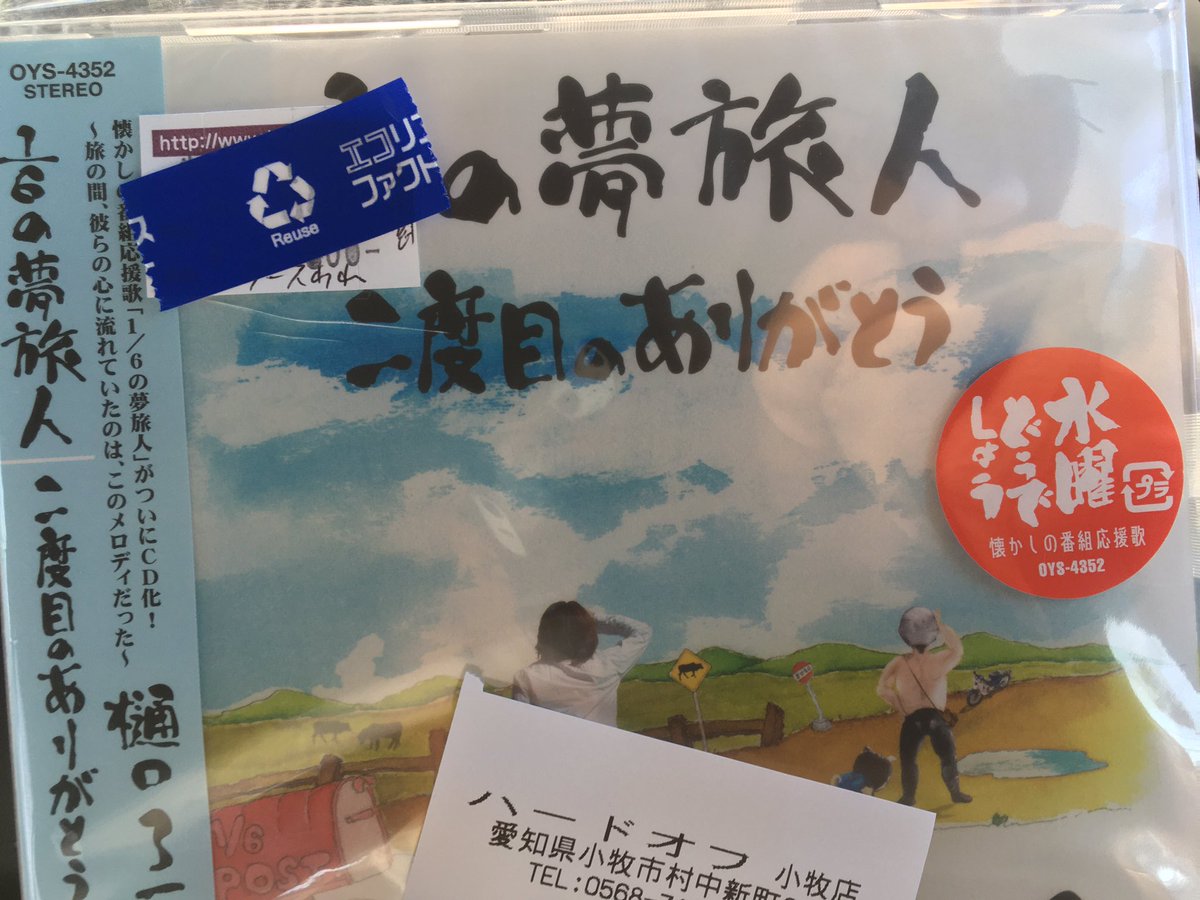 OYS-4352
STEREO
1/6の夢旅人 二度目のありがとう
樋口了一
懐かしの番組応援歌「1/6の夢旅人」がついにCD化!
~旅の間、彼らの心に流れていたのは、このメロディだった~
http://www
エコリ
ファクト
Reuse
ス
の夢旅人
二度目のありがとう
水曜
どうで
しょう
プラ
懐かしの番組応援歌
OYS-4352
1/6
POST
ハードオフ 小牧店
愛知県小牧市村中新町
TEL:0568-7